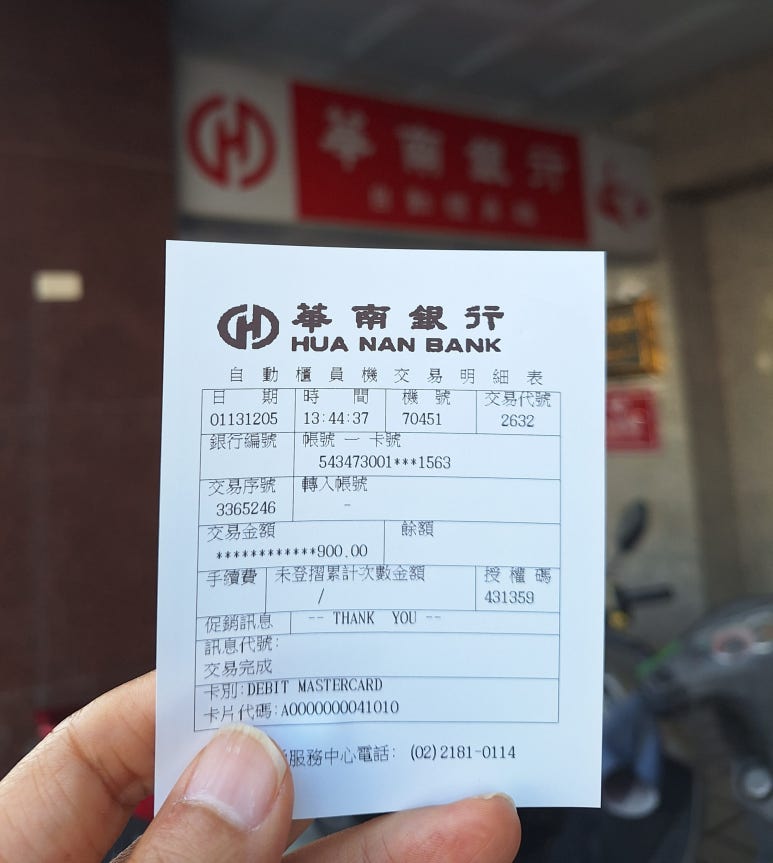 華南銀行
華南銀行
HUA NAN BANK
自動櫃員機交易明細表
日期 時間 機號 交易代號
01131205 13:44:37 70451 2632
銀行編號 帳號 一 卡號
543473001***1563
交易序號 轉入帳號
3365246 -
交易金額 餘額
************900.00
手續費 未登摺累計次數金額 授權碼
/ 431359
促銷訊息 -- THANK YOU --
訊息代號:
交易完成
卡別:DEBIT MASTERCARD
卡片代碼:A0000000041010
服務中心電話: (02)2181-0114